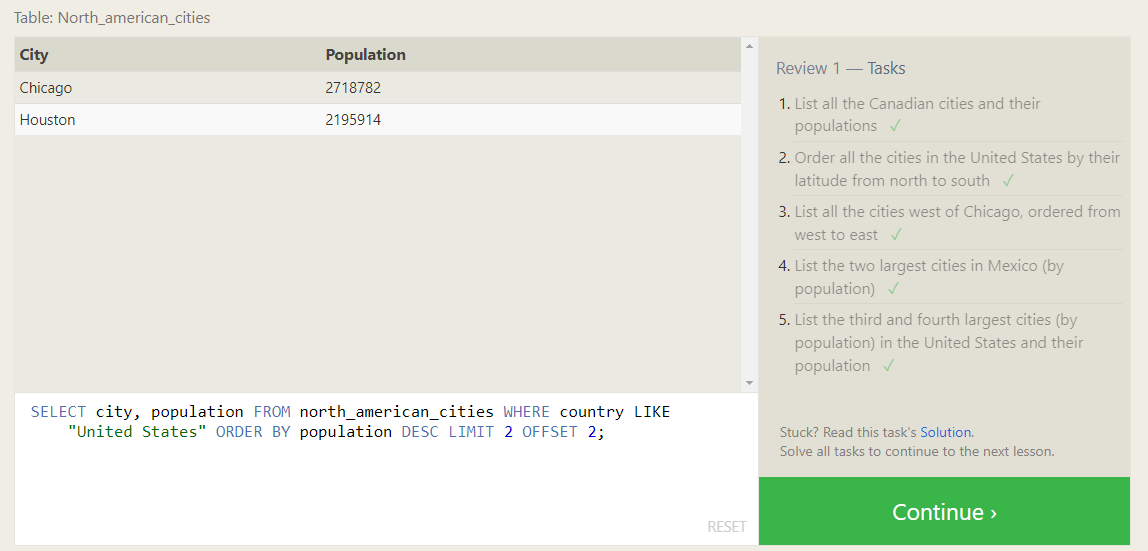 Table: North_american_cities
City Population
Chicago 2718782
Houston 2195914
SELECT city, population FROM north_american_cities WHERE country LIKE
"United States" ORDER BY population DESC LIMIT 2 OFFSET 2;
RESET
Review 1 — Tasks
1. List all the Canadian cities and their
populations ✓
2. Order all the cities in the United States by their
latitude from north to south ✓
3. List all the cities west of Chicago, ordered from
west to east ✓
4. List the two largest cities in Mexico (by
population) ✓
5. List the third and fourth largest cities (by
population) in the United States and their
population ✓
Stuck? Read this task's Solution.
Solve all tasks to continue to the next lesson.
Continue ›